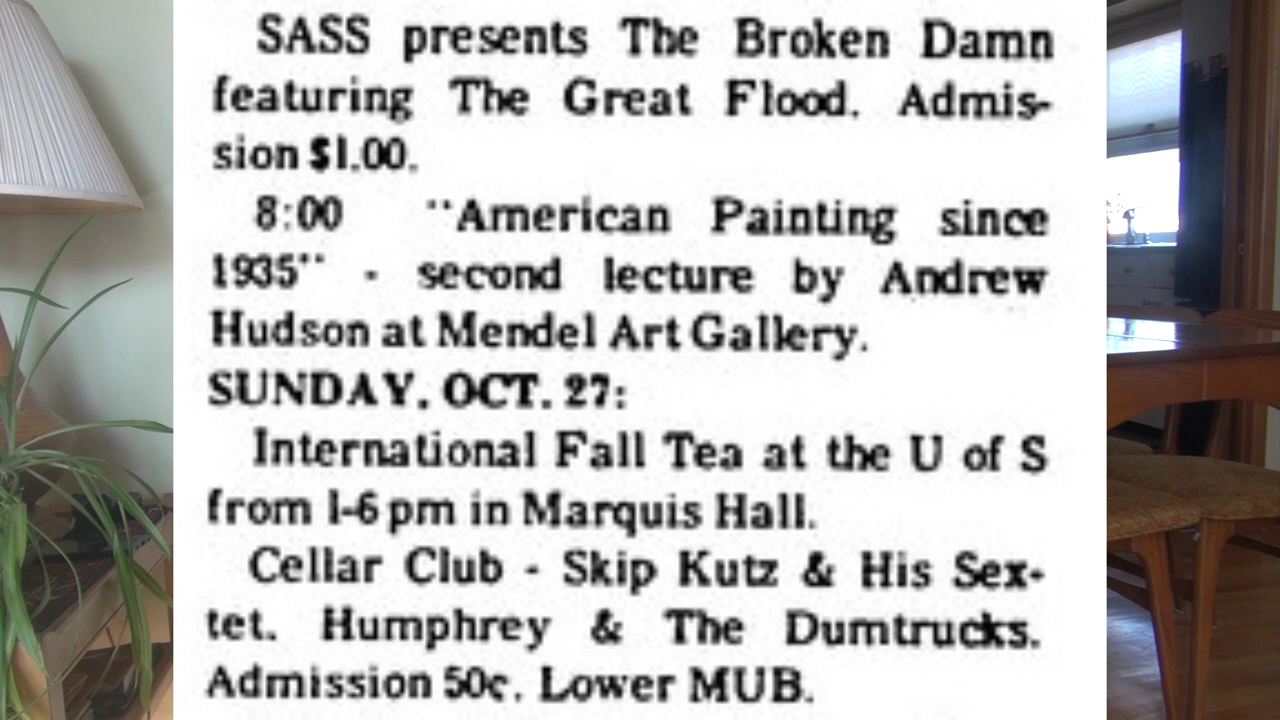 SASS presents The Broken Damn
featuring The Great Flood. Admis-
sion $1.00.
8:00 "American Painting since
1935" - second lecture by Andrew
Hudson at Mendel Art Gallery.
SUNDAY, OCT. 27:
International Fall Tea at the U of S
from 1-6 pm in Marquis Hall.
Cellar Club - Skip Kutz & His Sex-
tet. Humphrey & The Dumtrucks.
Admission 50¢. Lower MUB.